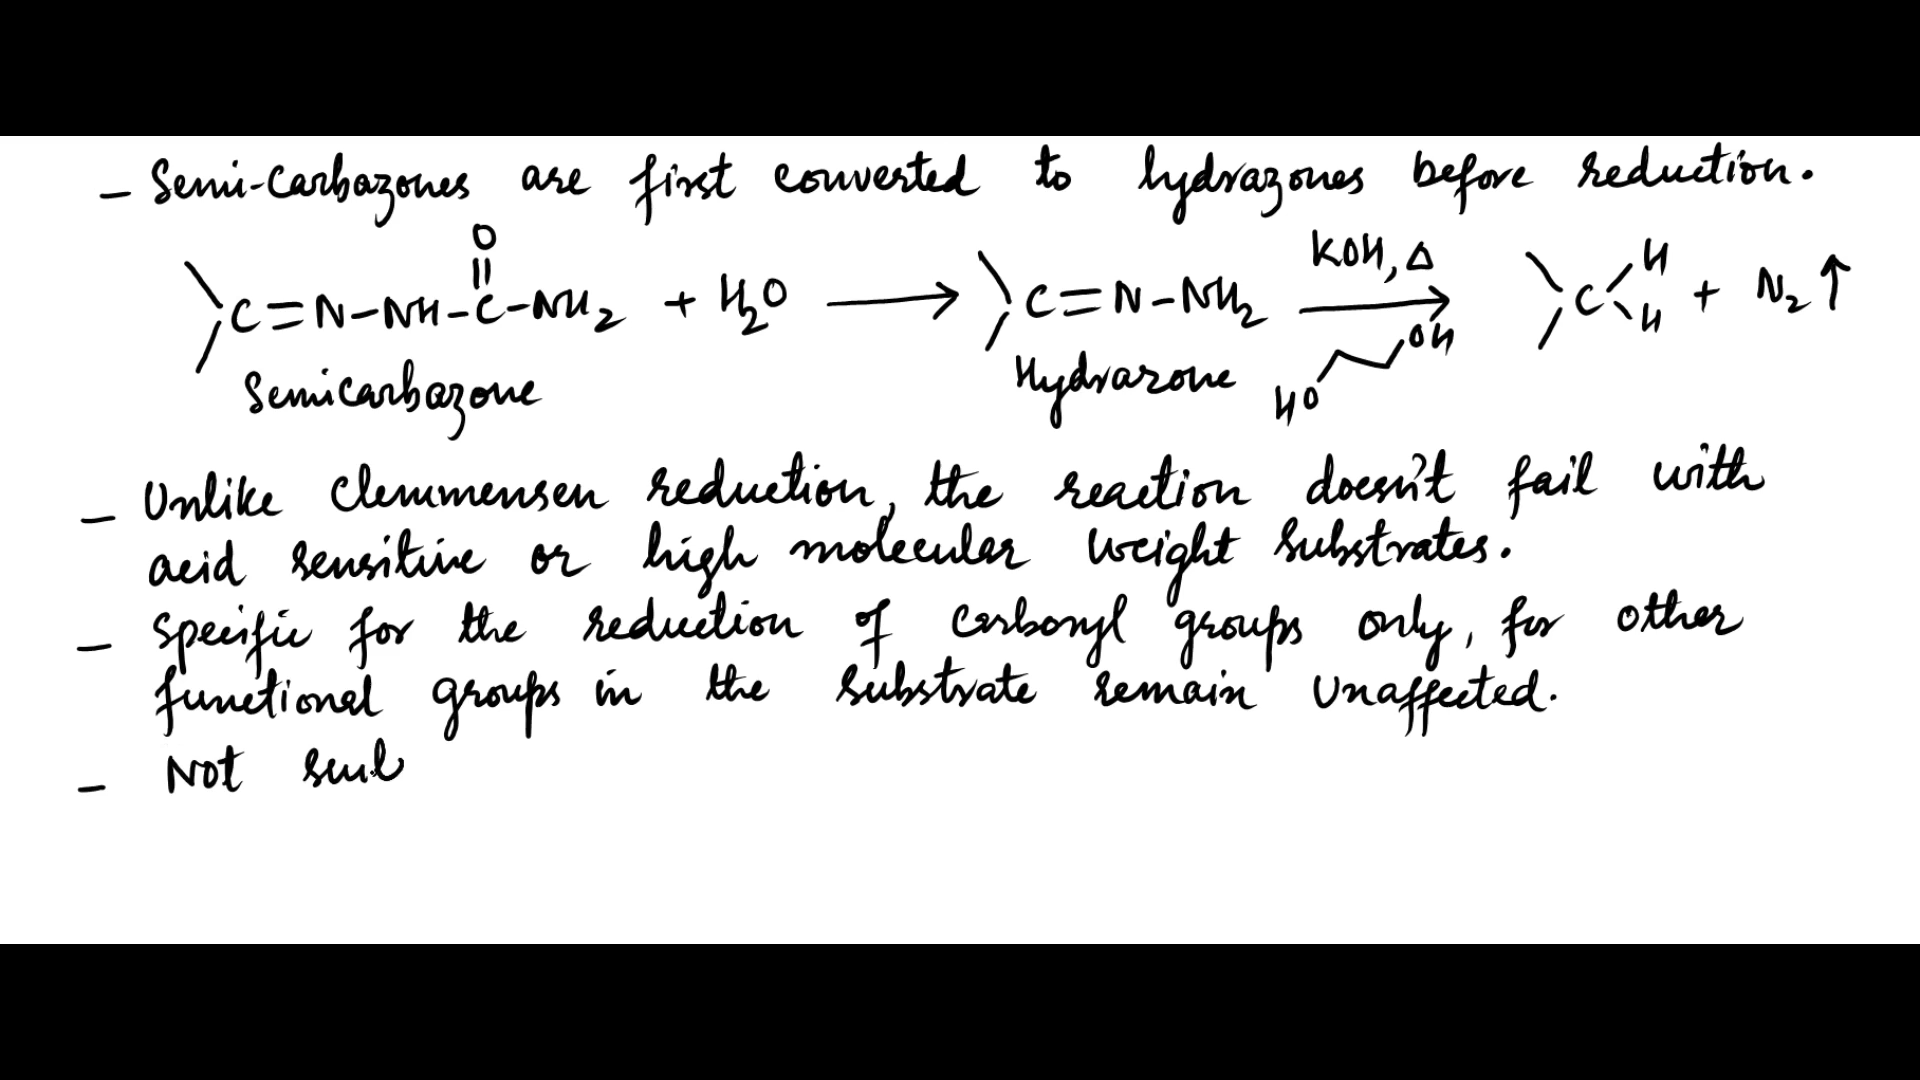 - Semi-Carbazones are first converted to hydrazones before reduction.
O
||
C=N-NH-C-NH2 + H2O → C=N-NH2 KOH, Δ → C H H + N2↑
HO OH
Semicarbazone Hydrazone
- Unlike Clemmensen reduction, the reaction doesn't fail with
acid sensitive or high molecular weight substrates.
- Specific for the reduction of carbonyl groups only, for other
functional groups in the substrate remain unaffected.
- Not